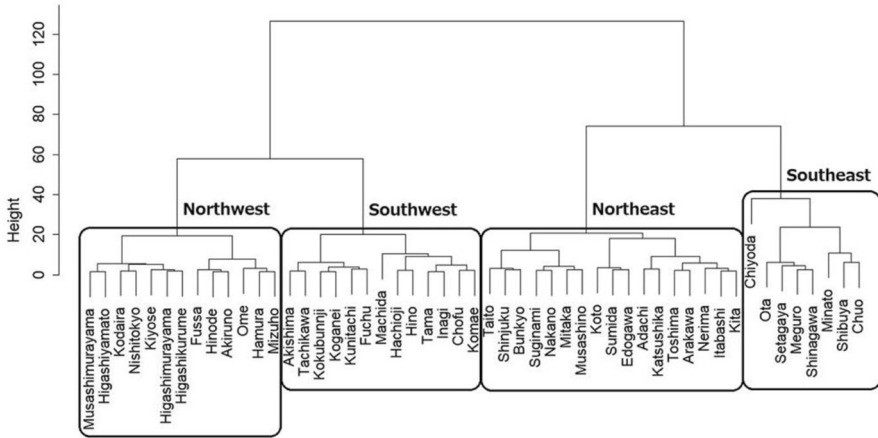 Height
120
100
80
60
40
20
0
Northwest
Southwest
Northeast
Southeast
Musashimurayama
Higashiyamato
Kodaira
Nishitokyo
Kiyose
Higashimurayama
Higashikurume
Fussa
Hinode
Akiruno
Ome
Hamura
Mizuho
Akishima
Tachikawa
Kokubunnji
Koganei
Kunitachi
Fuchu
Machida
Hachioji
Hino
Tama
Inagi
Chofu
Komae
Taito
Shinjuku
Bunkyo
Suginami
Nakano
Mitaka
Musashino
Koto
Sumida
Edogawa
Adachi
Katsushika
Toshima
Arakawa
Nerima
Itabashi
Kita
Chiyoda
Ota
Setagaya
Meguro
Shinagawa
Minato
Shibuya
Chuo